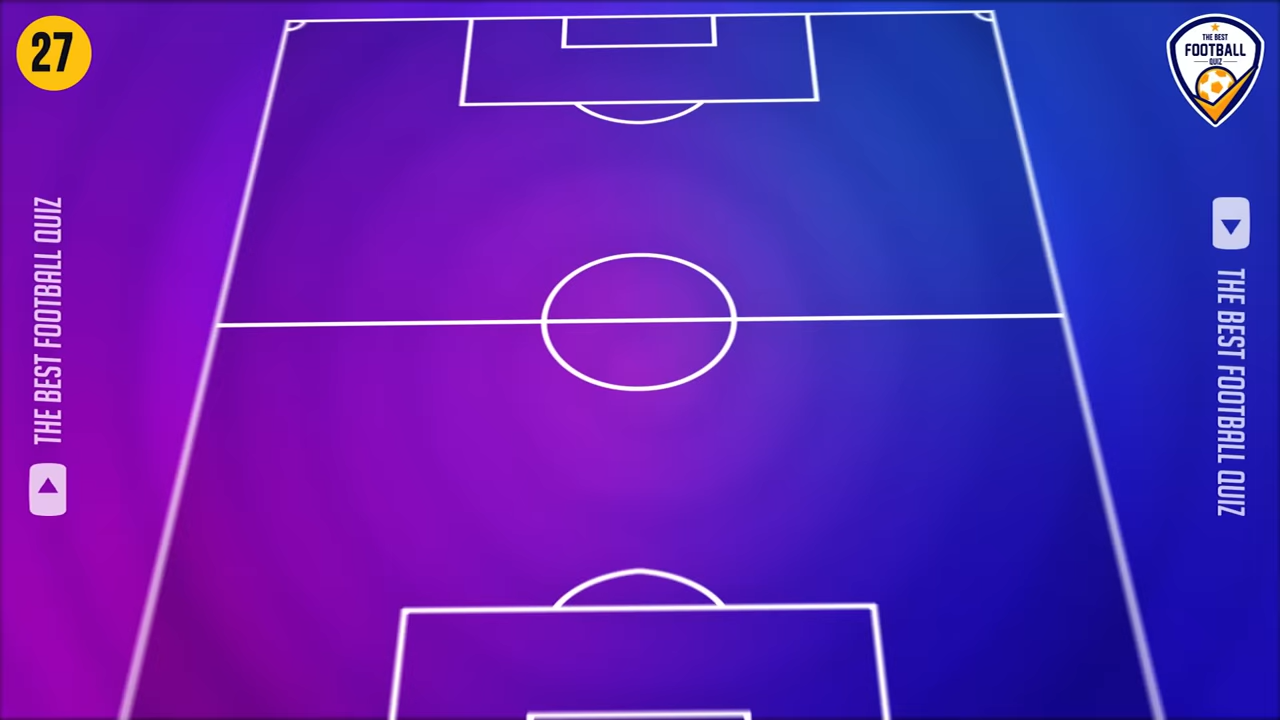 27
THE BEST
FOOTBALL
QUIZ
THE BEST FOOTBALL QUIZ
THE BEST FOOTBALL QUIZ